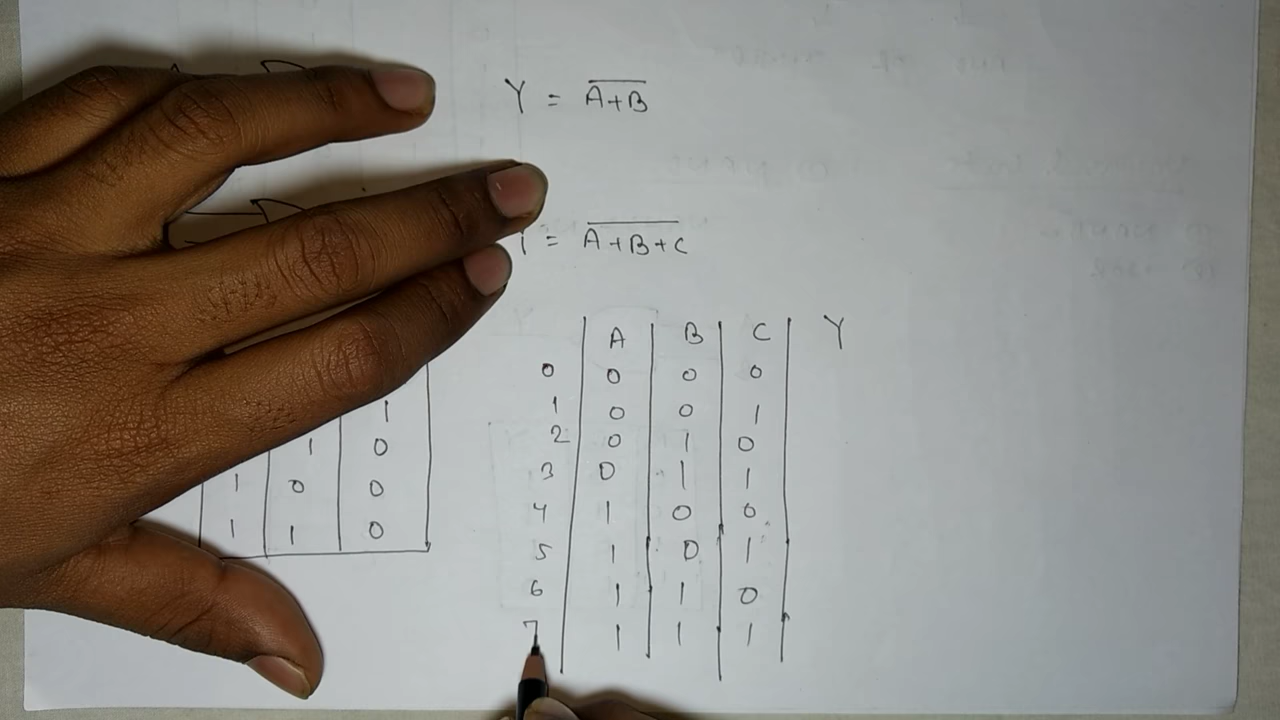 Y = A+B
Y = A+B+C
A B C Y
0 0 0 0
1 0 0 1
2 0 1 0
3 0 1 1
4 1 0 0
5 1 0 1
6 1 1 0
7 1 1 1
1
1 0
1 0 0
1 1 0